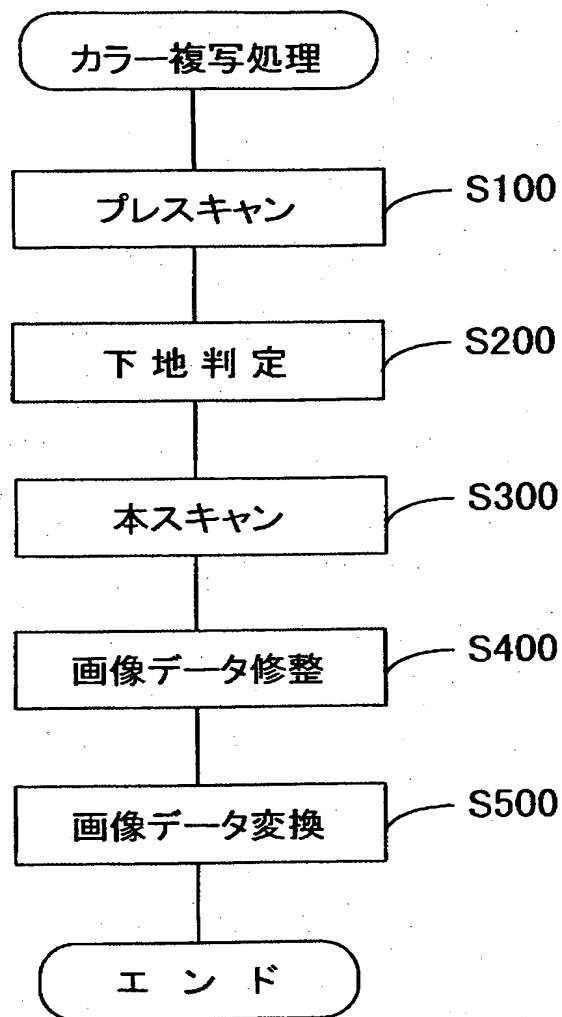 カラー複写処理
プレスキャン
S100
下地判定
S200
本スキャン
S300
画像データ修整
S400
画像データ変換
S500
エンド